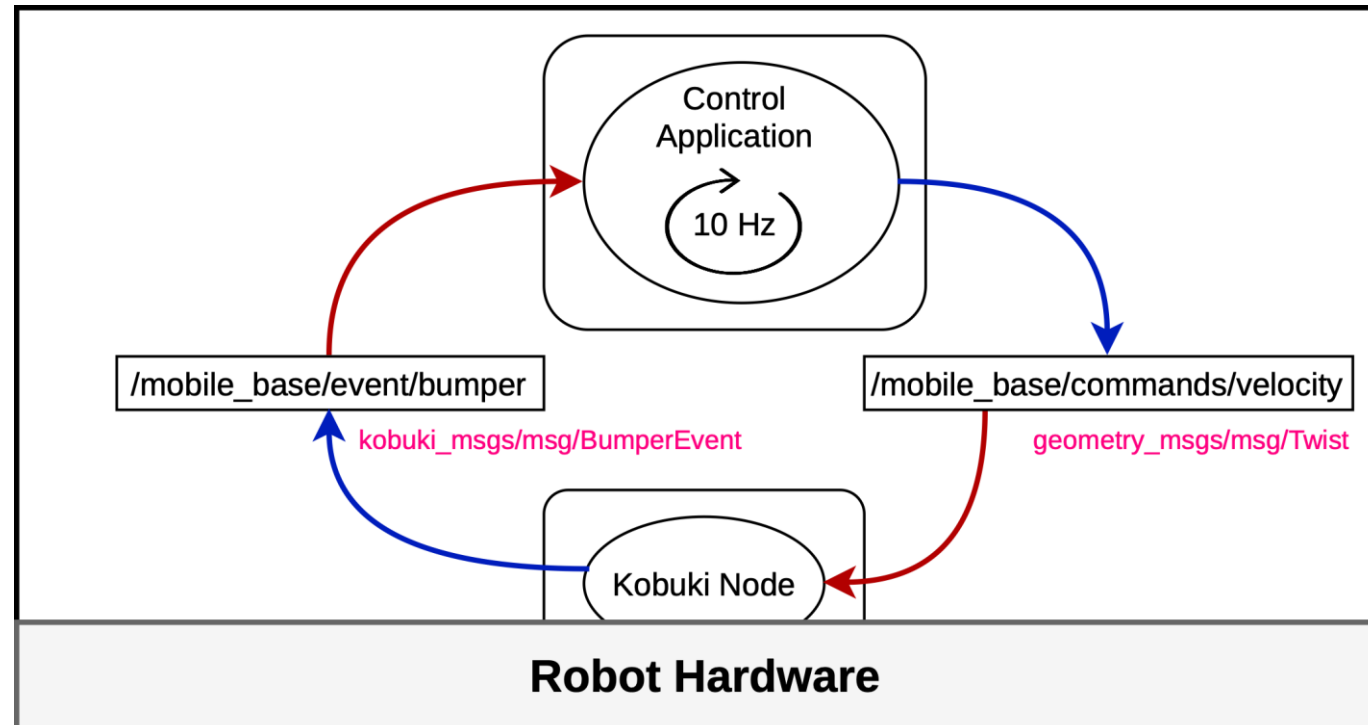 Control
Application
10 Hz
/mobile_base/event/bumper
/mobile_base/commands/velocity
kobuki_msgs/msg/BumperEvent
geometry_msgs/msg/Twist
Kobuki Node
Robot Hardware